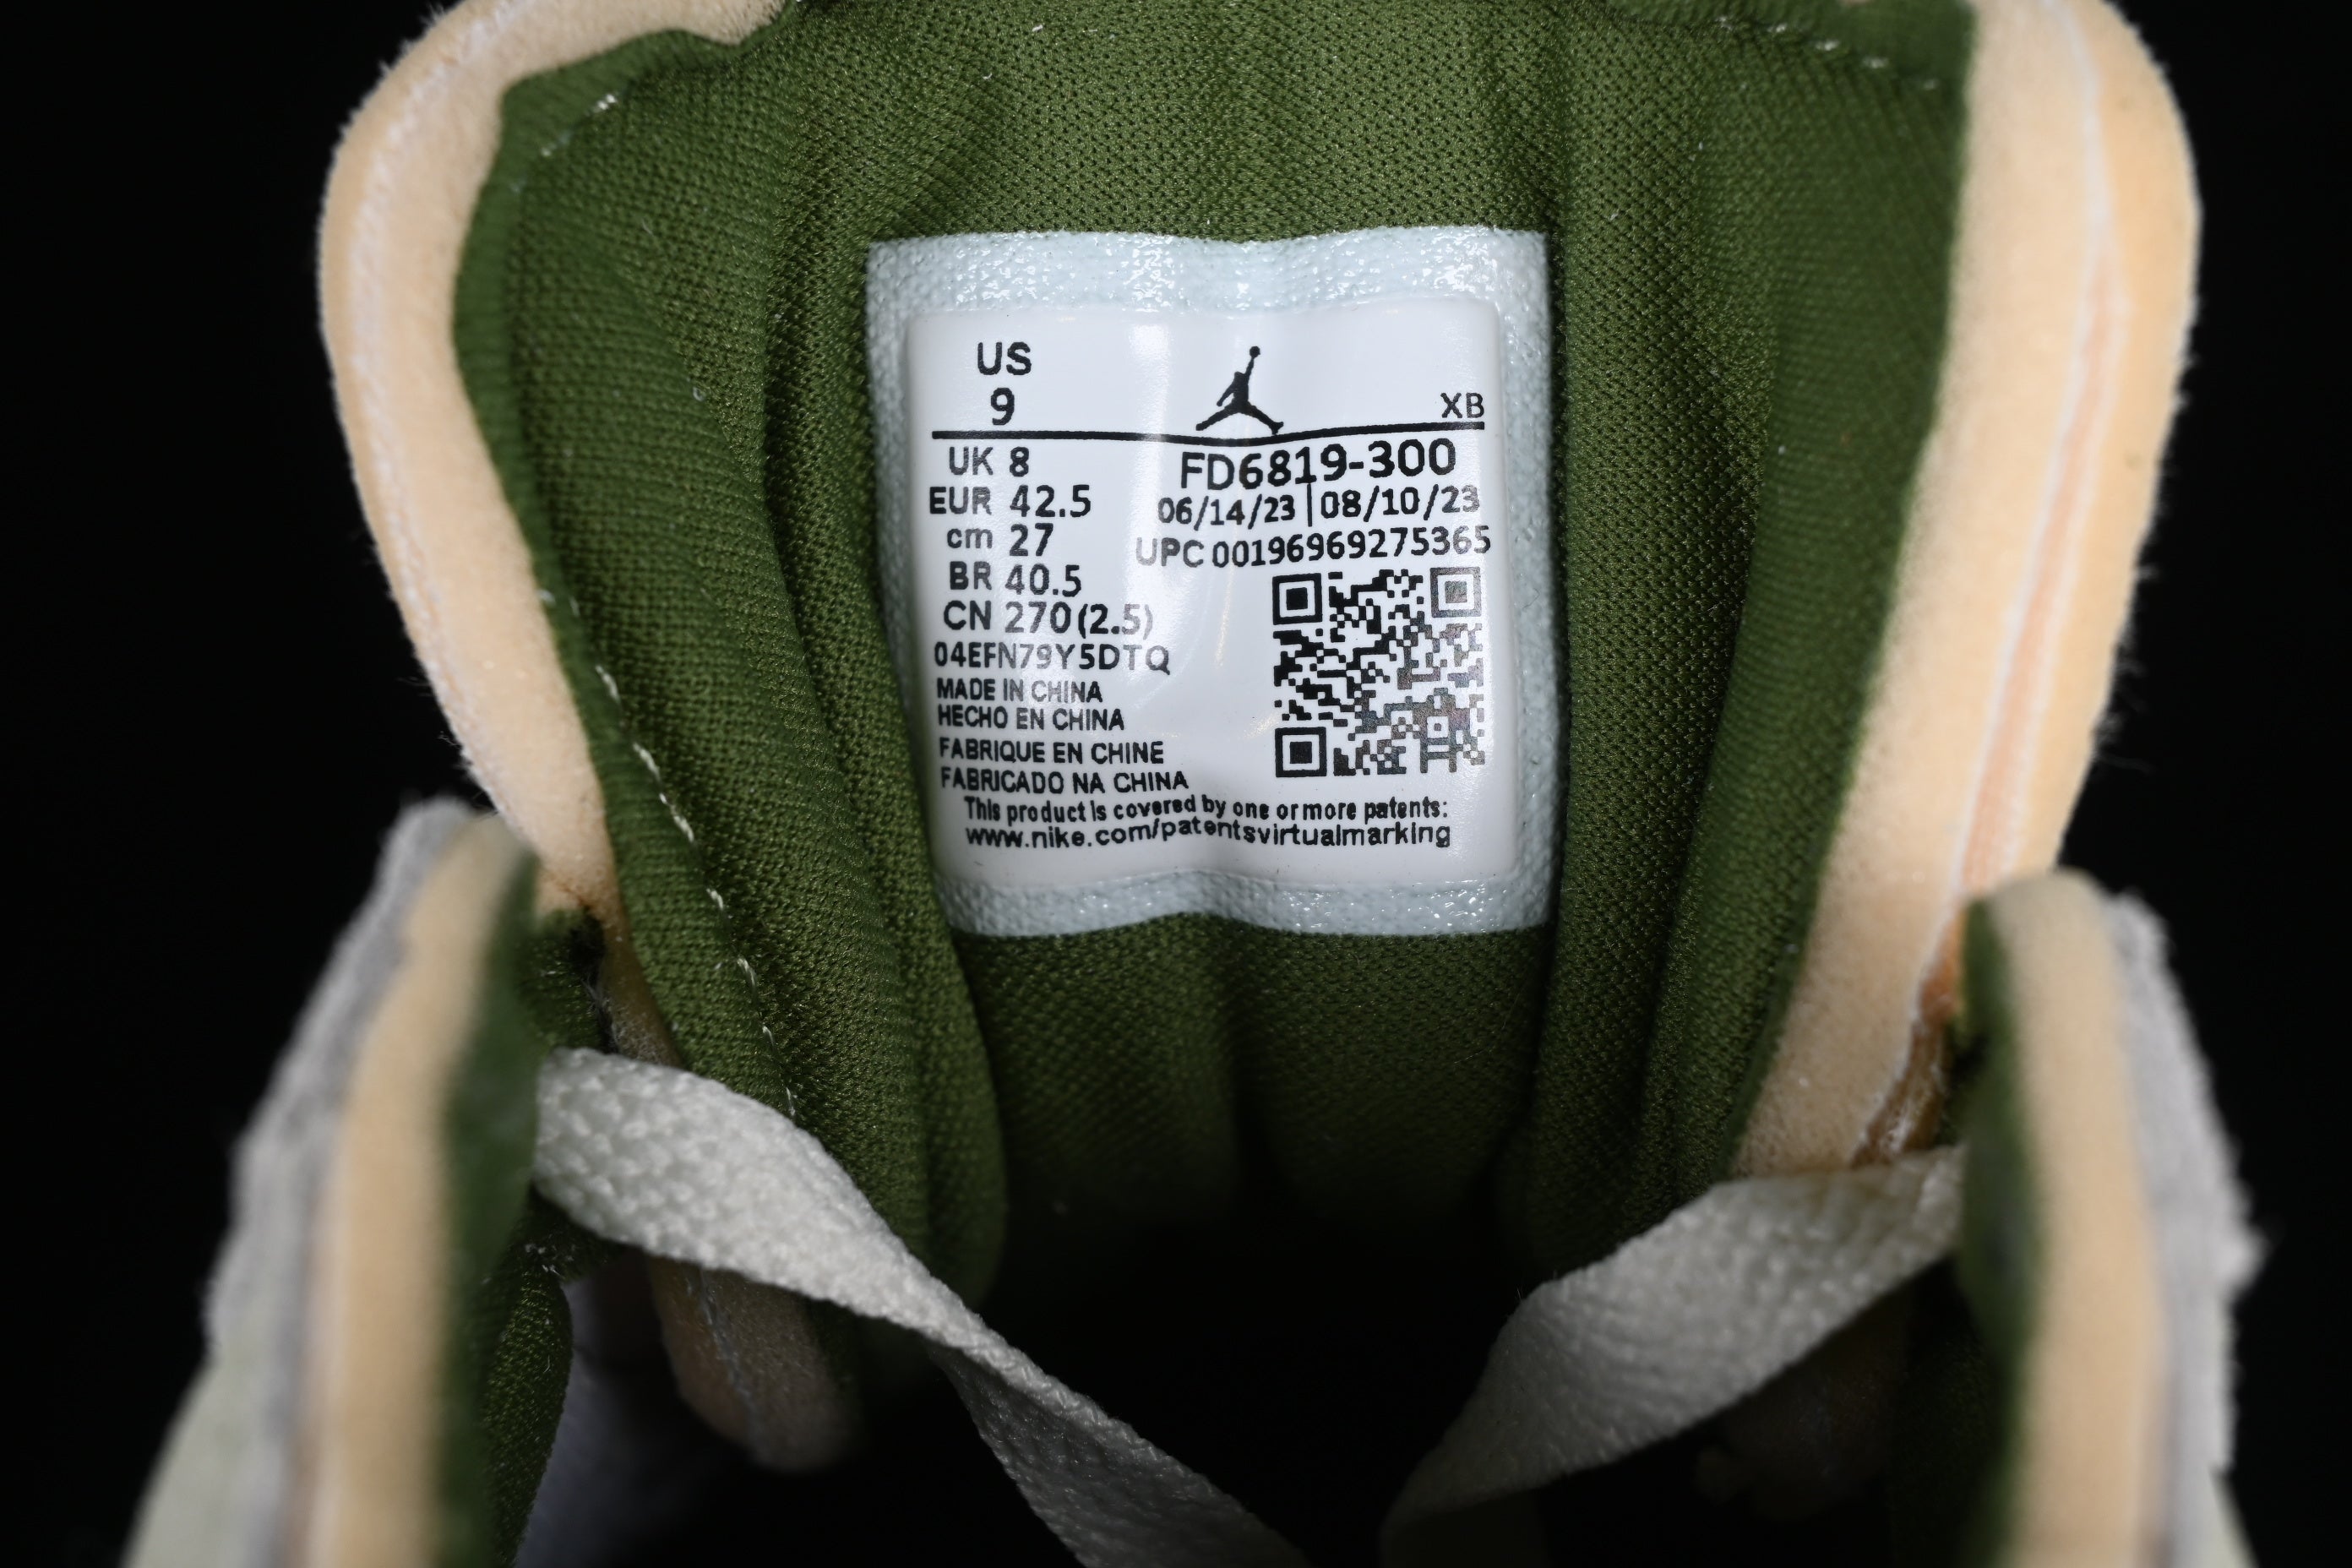 US
9
XB
UK 8
EUR 42.5
cm 27
BR 40.5
CN 270(2.5)
04EFN79Y5DTQ
FD6819-300
06/14/23|08/10/23
UPC 00196969275365
MADE IN CHINA
HECHO EN CHINA
FABRIQUE EN CHINE
FABRICADO NA CHINA
This product is covered by one or more patents:
www.nike.com/patentsvirtualmarking